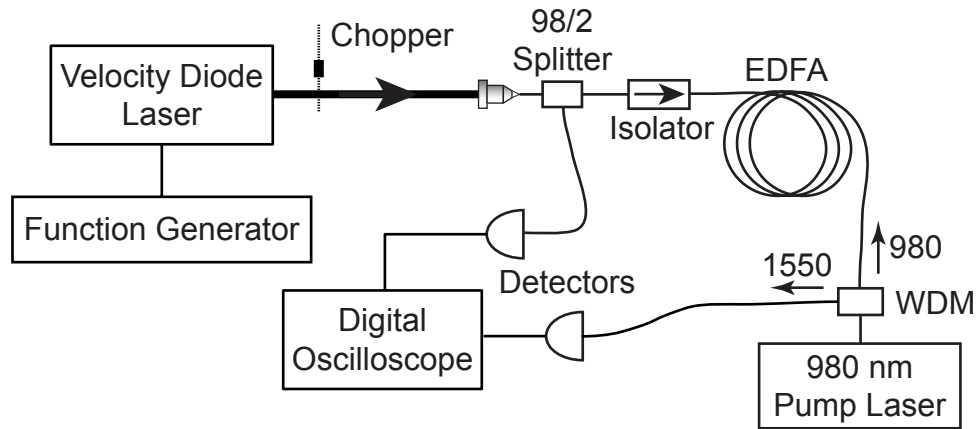 Chopper
98/2
Splitter
EDFA
Velocity Diode
Laser
Isolator
Function Generator
980
1550
Detectors
WDM
Digital
Oscilloscope
980 nm
Pump Laser